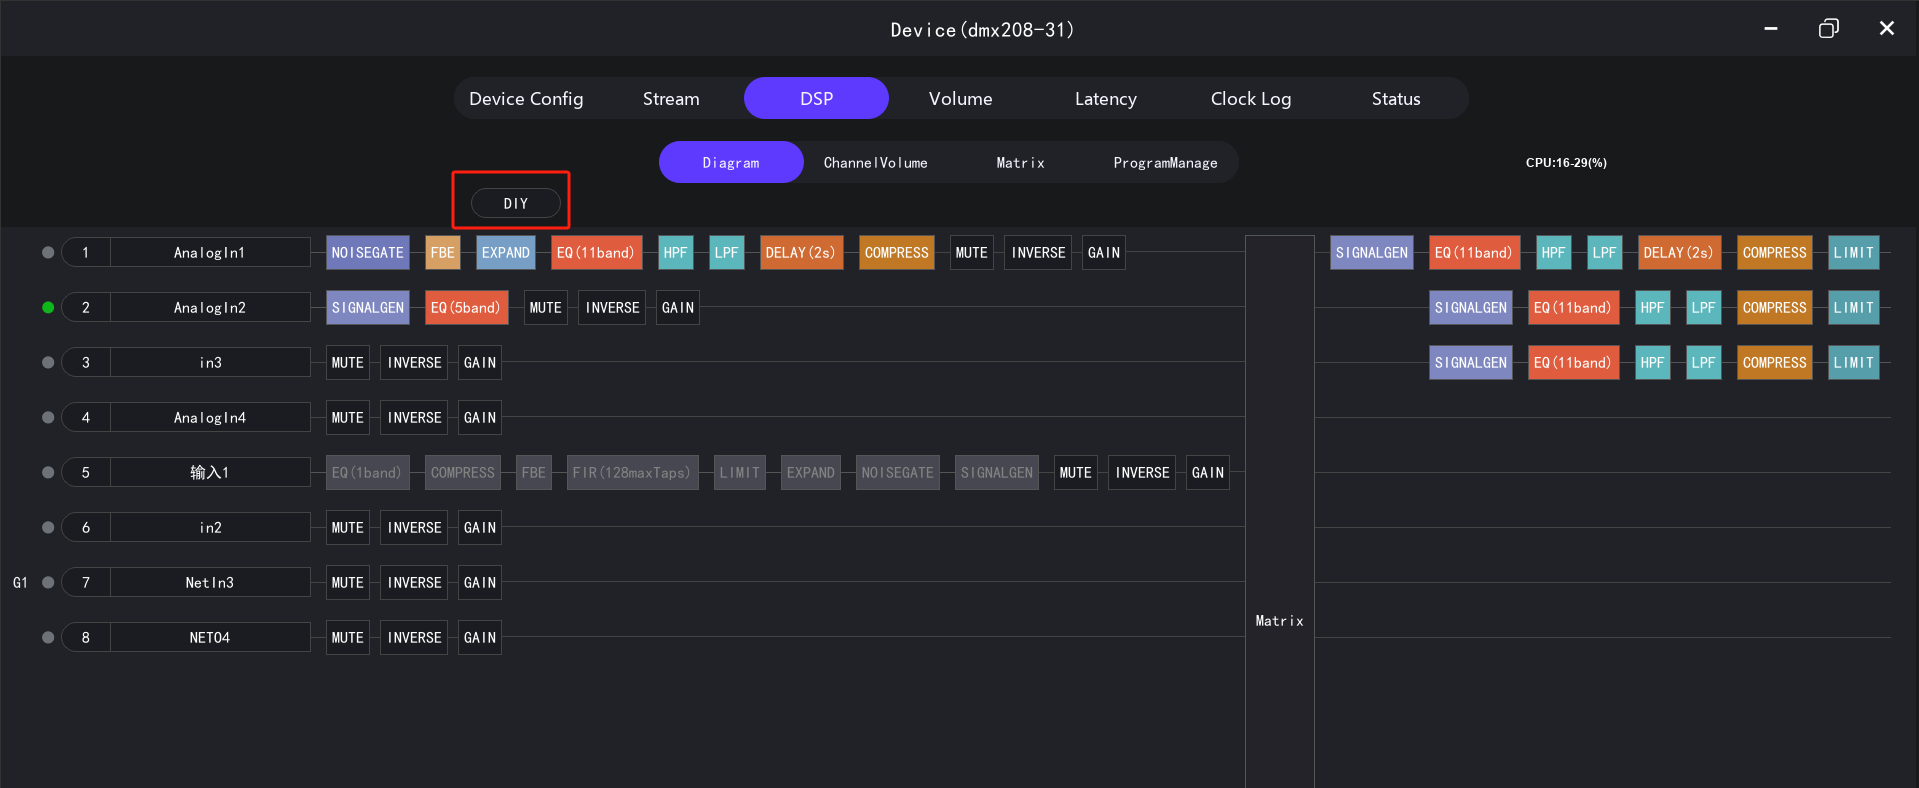 Device(dmx208-31)
Device Config Stream DSP Volume Latency Clock Log Status
Diagram ChannelVolume Matrix ProgramManage CPU:16-29(%)
DIY
1 AnalogIn1 NOISEGATE FBE EXPAND EQ(11band) HPF LPF DELAY(2s) COMPRESS MUTE INVERSE GAIN SIGNALGEN EQ(11band) HPF LPF DELAY(2s) COMPRESS LIMIT
2 AnalogIn2 SIGNALGEN EQ(5band) MUTE INVERSE GAIN SIGNALGEN EQ(11band) HPF LPF COMPRESS LIMIT
3 in3 MUTE INVERSE GAIN SIGNALGEN EQ(11band) HPF LPF COMPRESS LIMIT
4 AnalogIn4 MUTE INVERSE GAIN
5 输入1 EQ(1band) COMPRESS FBE FIR(128maxTaps) LIMIT EXPAND NOISEGATE SIGNALGEN MUTE INVERSE GAIN
6 in2 MUTE INVERSE GAIN
G1 7 NetIn3 MUTE INVERSE GAIN
Matrix
8 NETO4 MUTE INVERSE GAIN